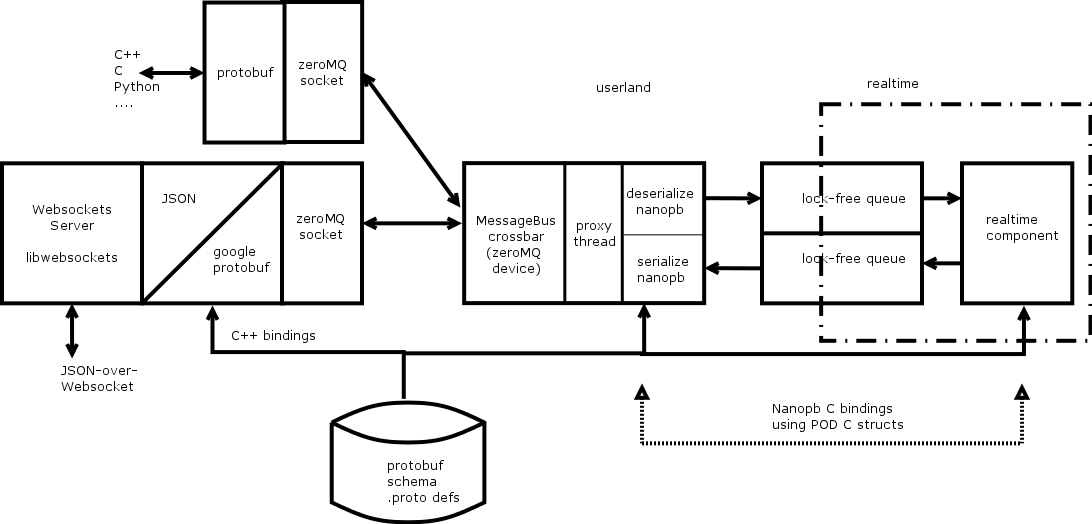 C++
C
Python
....
protobuf
zeroMQ
socket
userland
realtime
Websockets
Server
libwebsockets
JSON
google
protobuf
zeroMQ
socket
MessageBus
crossbar
(zeroMQ
device)
proxy
thread
deserialize
nanopb
serialize
nanopb
lock-free queue
lock-free queue
realtime
component
C++ bindings
JSON-over-
Websocket
Nanopb C bindings
using POD C structs
protobuf
schema
.proto defs